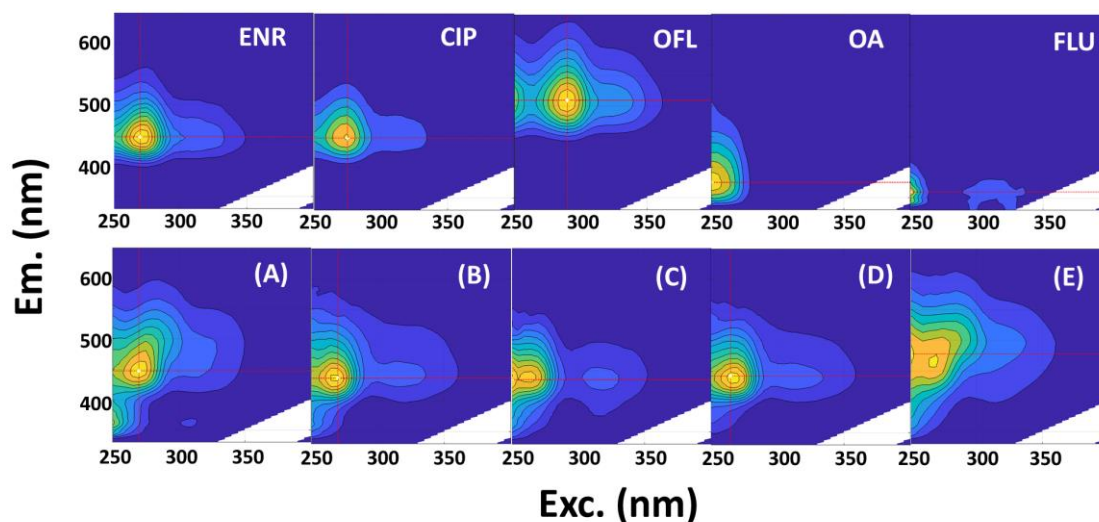 ENR CIP OFL OA FLU
600
500
400
250 300 350 250 300 350 250 300 350 250 300 350 250 300 350
(A) (B) (C) (D) (E)
600
500
400
250 300 350 250 300 350 250 300 350 250 300 350 250 300 350
Em. (nm)
Exc. (nm)